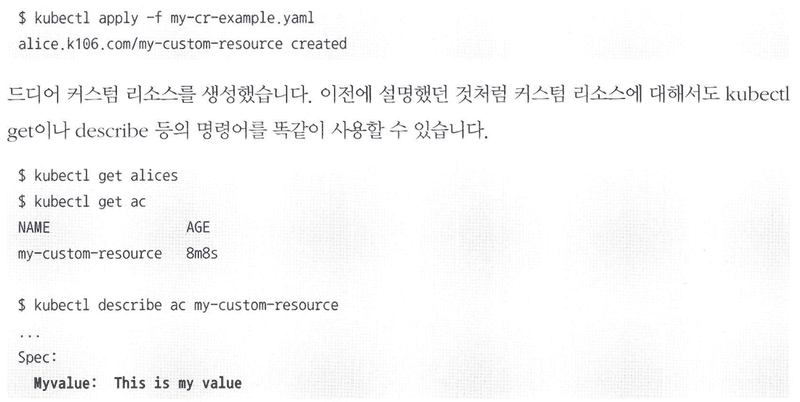 $ kubectl apply -f my-cr-example.yaml
alice.k106.com/my-custom-resource created
드디어 커스텀 리소스를 생성했습니다. 이전에 설명했던 것처럼 커스텀 리소스에 대해서도 kubectl
get이나 describe 등의 명령어를 똑같이 사용할 수 있습니다.
$ kubectl get alices
$ kubectl get ac
NAME AGE
my-custom-resource 8m8s
$ kubectl describe ac my-custom-resource
...
Spec:
Myvalue: This is my value